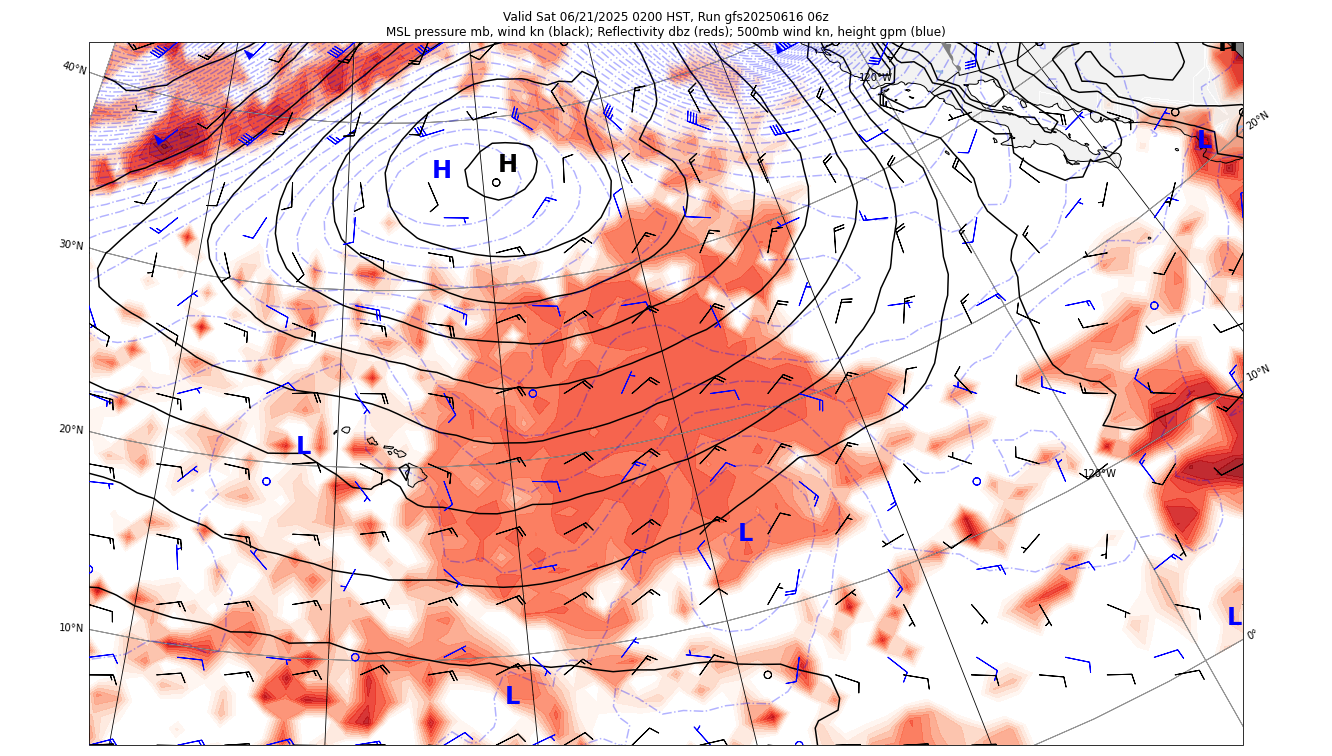 Valid Sat 06/21/2025 0200 HST, Run gfs20250616 06z
MSL pressure mb, wind kn (black); Reflectivity dbz (reds); 500mb wind kn, height gpm (blue)
H
40°N
120°W
20°N
L
H
H
30°N
10°N
20°N
L
120°W
L
10°N
L
0°
L